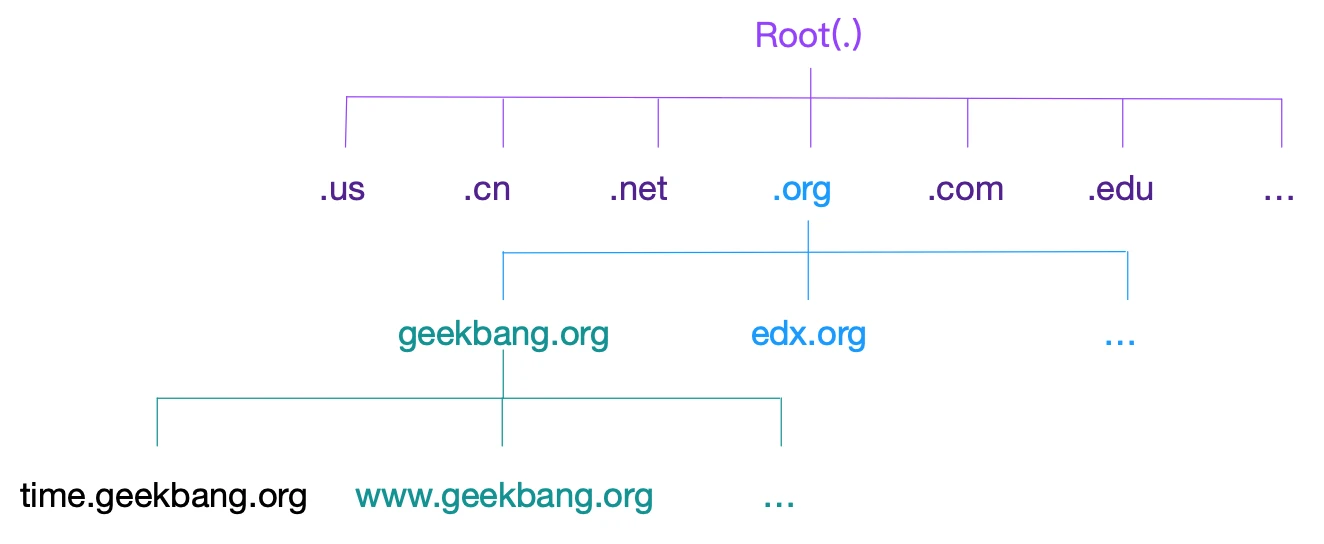 Root(.)
.us .cn .net .org .com .edu ...
geekbang.org edx.org ...
time.geekbang.org www.geekbang.org ...